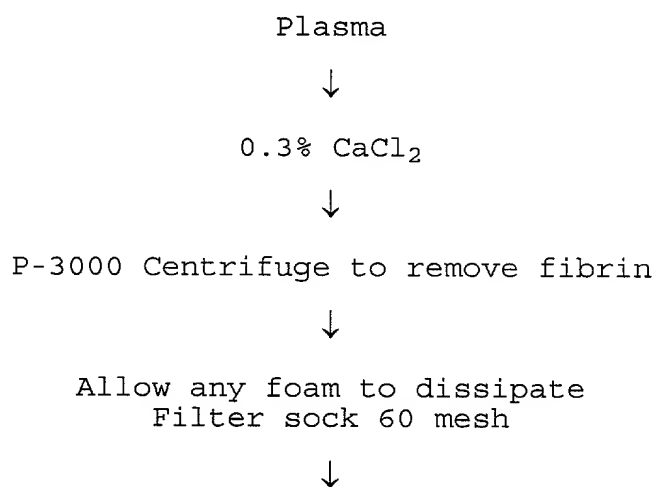 Plasma
↓
0.3% CaCl₂
↓
P-3000 Centrifuge to remove fibrin
↓
Allow any foam to dissipate
Filter sock 60 mesh
↓